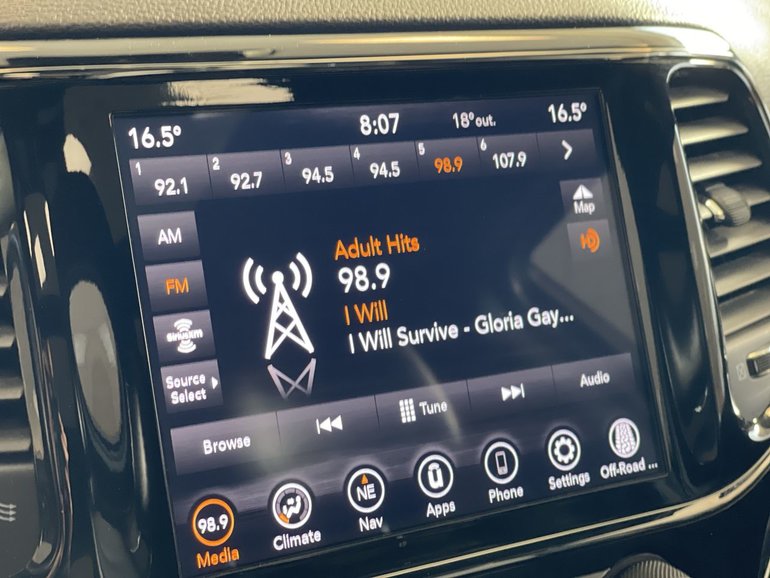 16.5° 8:07 18° out. 16.5°
1 92.1 2 92.7 3 94.5 4 94.5 5 98.9 6 107.9
Map
AM
Adult Hits
98.9
FM
I Will
I Will Survive - Gloria Gay...
SiriusXM
Source
Select
Browse Tune Audio
98.9 NE
Media Climate Nav Apps Phone Settings Off-Road ...